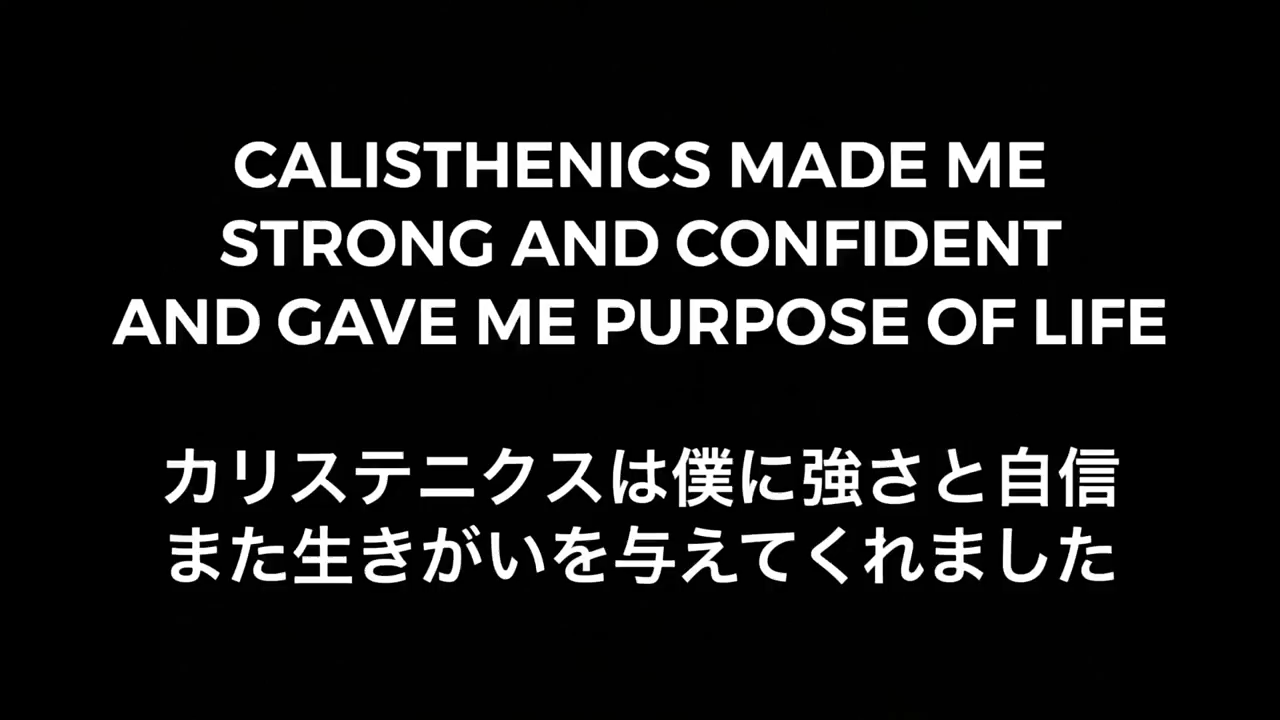 CALISTHENICS MADE ME
STRONG AND CONFIDENT
AND GAVE ME PURPOSE OF LIFE
カリステニクスは僕に強さと自信
また生きがいを与えてくれました